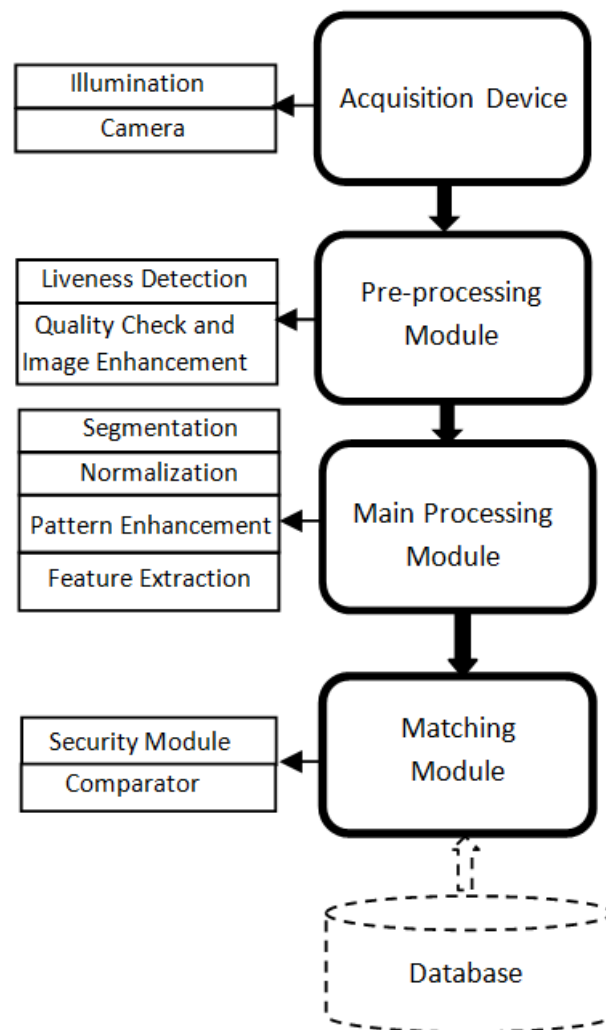 Illumination
Camera
Acquisition Device
Liveness Detection
Quality Check and
Image Enhancement
Pre-processing
Module
Segmentation
Normalization
Pattern Enhancement
Feature Extraction
Main Processing
Module
Security Module
Comparator
Matching
Module
Database